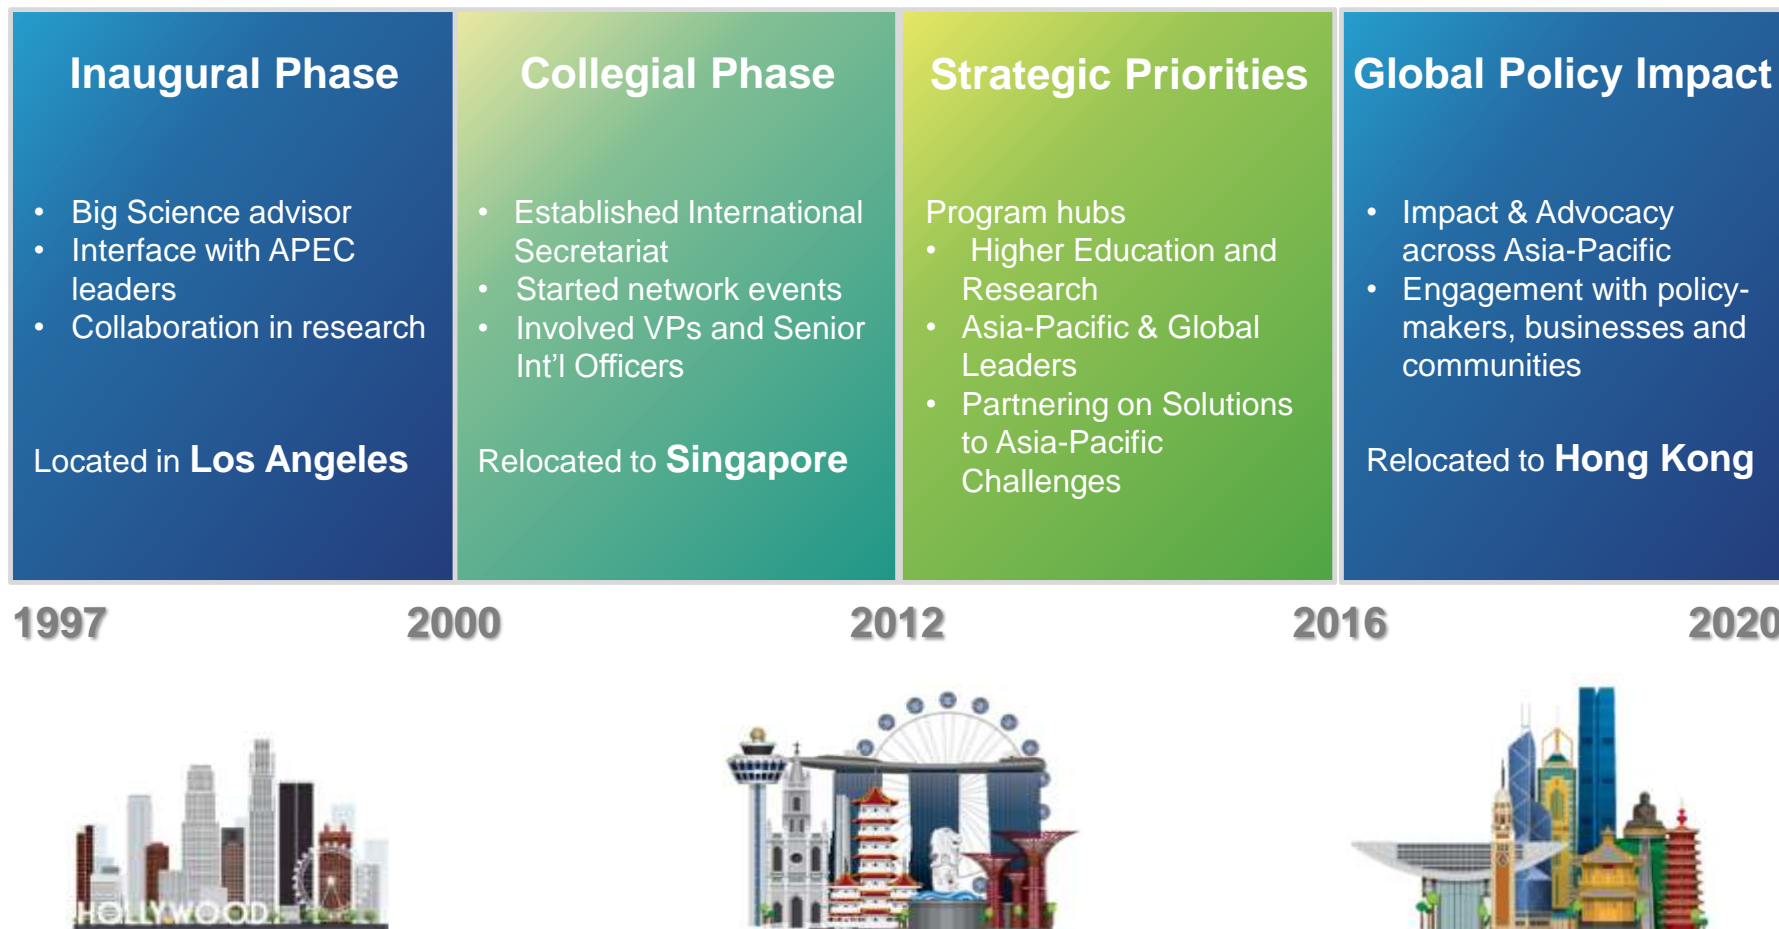 Inaugural Phase
• Big Science advisor
• Interface with APEC
leaders
• Collaboration in research
Located in Los Angeles
Collegial Phase
• Established International
Secretariat
• Started network events
• Involved VPs and Senior
Int'l Officers
Relocated to Singapore
Strategic Priorities
Program hubs
• Higher Education and
Research
• Asia-Pacific & Global
Leaders
• Partnering on Solutions
to Asia-Pacific
Challenges
Global Policy Impact
• Impact & Advocacy
across Asia-Pacific
• Engagement with policy-
makers, businesses and
communities
Relocated to Hong Kong
1997 2000 2012 2016 2020
HOLLYWOOD